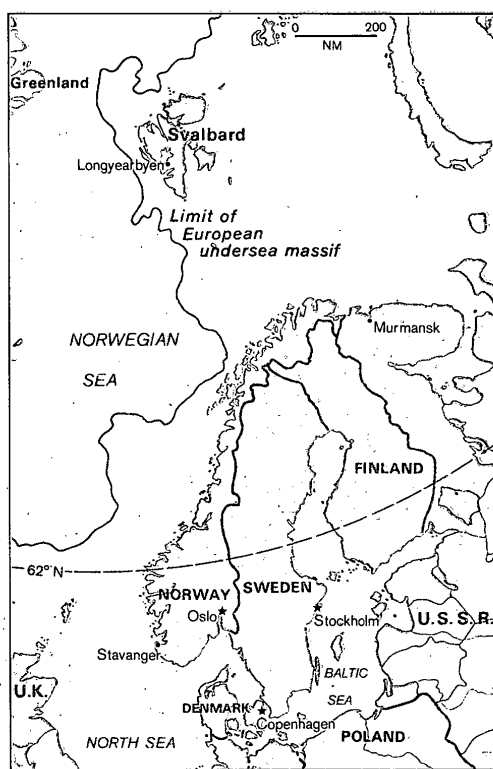 0 200
NM
Greenland
Svalbard
Longyearbyen
Limit of
European
undersea massif
Murmansk
NORWEGIAN
SEA
FINLAND
62° N
NORWAY
SWEDEN
Oslo
Stockholm
U.S.S.R.
Stavanger
BALTIC
SEA
U.K.
DENMARK
Copenhagen
NORTH SEA
POLAND